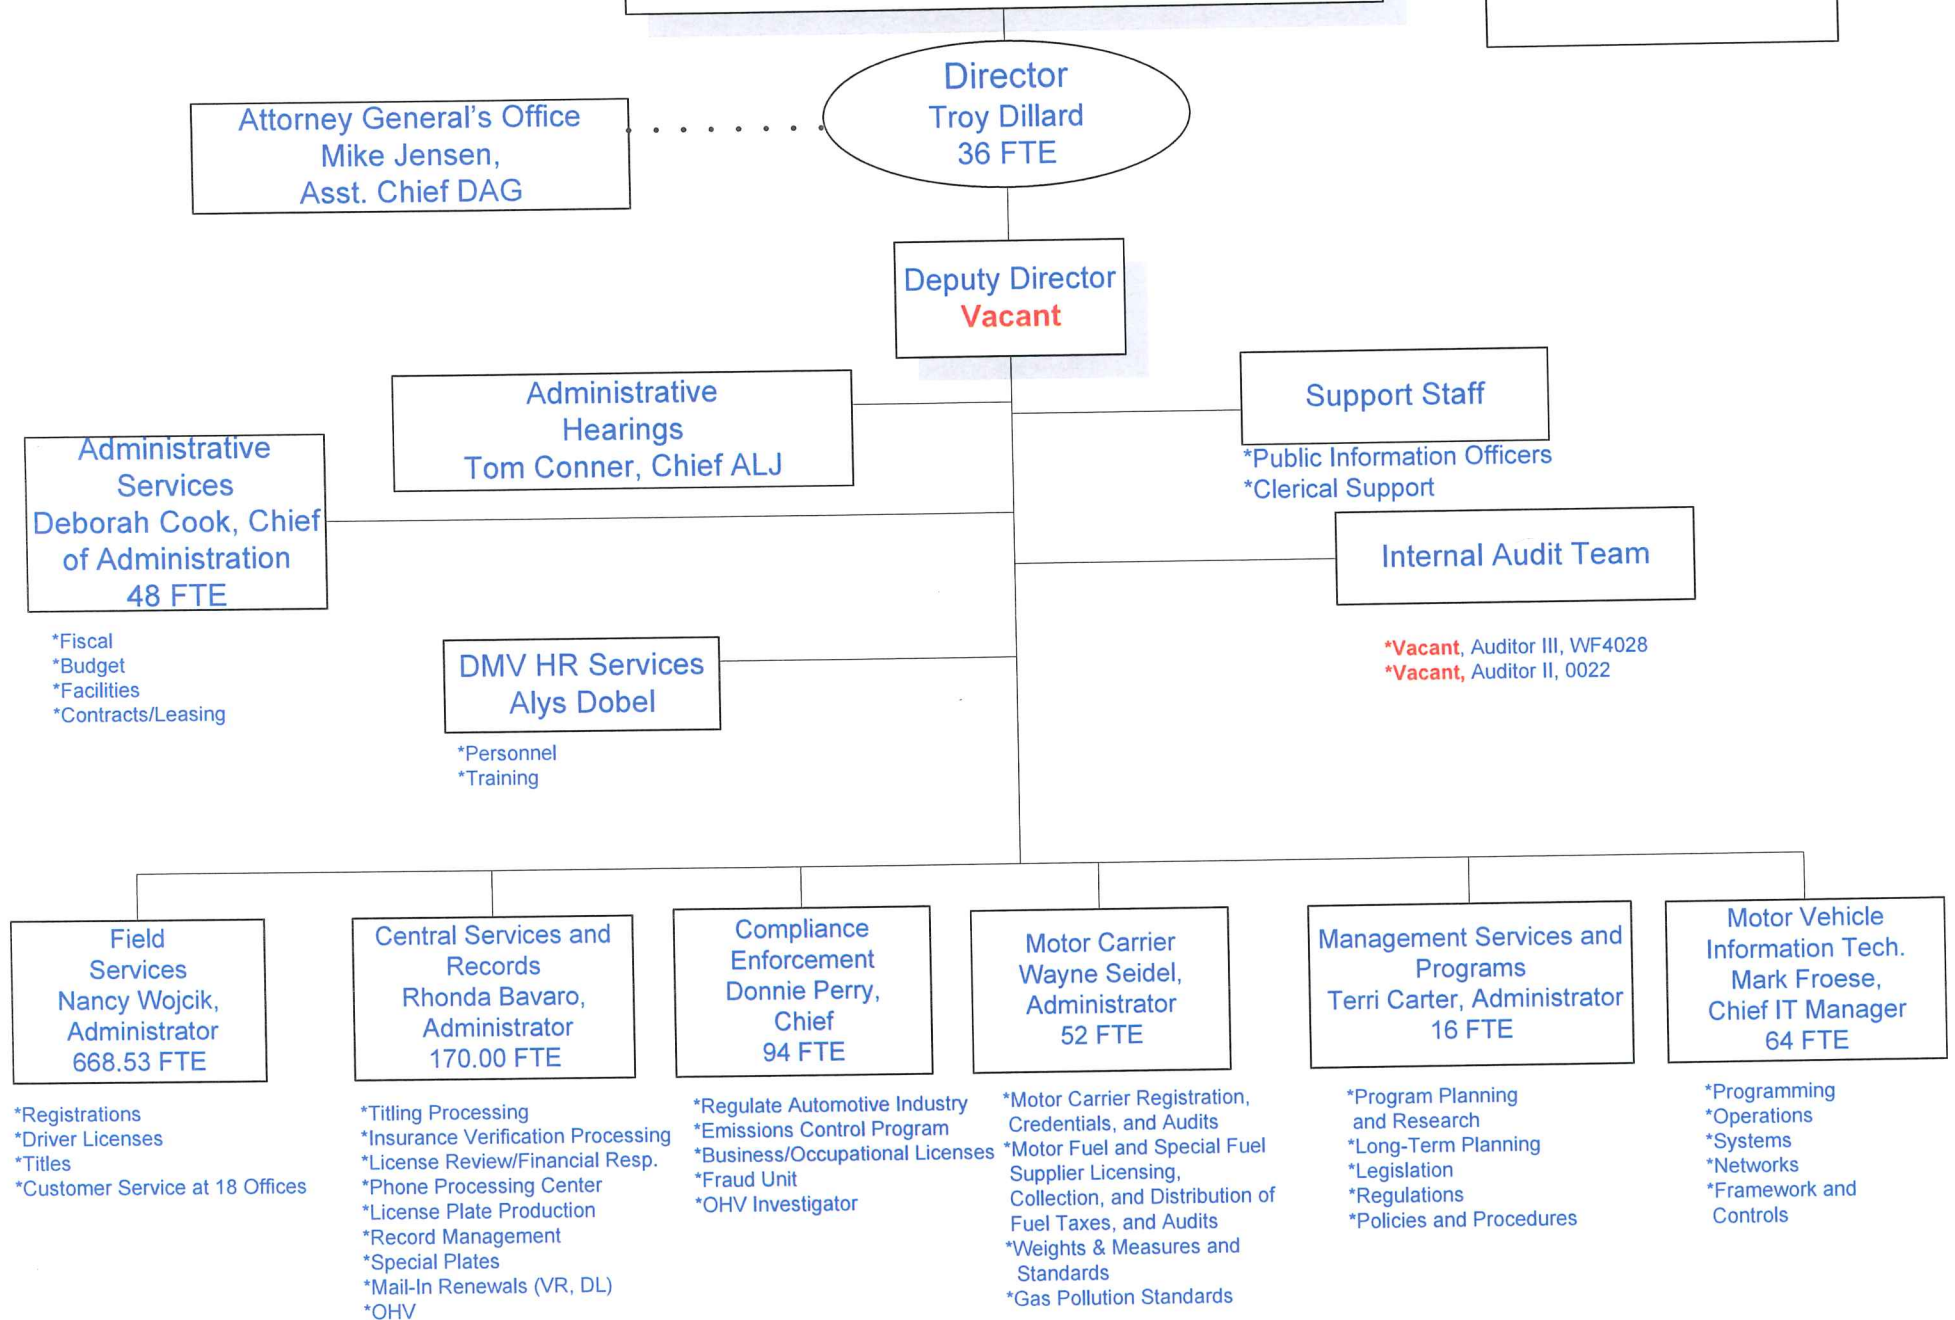 Director
Troy Dillard
36 FTE
Attorney General's Office
Mike Jensen,
Asst. Chief DAG
Deputy Director
Vacant
Administrative
Hearings
Tom Conner, Chief ALJ
Support Staff
*Public Information Officers
*Clerical Support
Administrative
Services
Deborah Cook, Chief
of Administration
48 FTE
*Fiscal
*Budget
*Facilities
*Contracts/Leasing
Internal Audit Team
*Vacant, Auditor III, WF4028
*Vacant, Auditor II, 0022
DMV HR Services
Alys Dobel
*Personnel
*Training
Field
Services
Nancy Wojcik,
Administrator
668.53 FTE
*Registrations
*Driver Licenses
*Titles
*Customer Service at 18 Offices
Central Services and
Records
Rhonda Bavaro,
Administrator
170.00 FTE
*Titling Processing
*Insurance Verification Processing
*License Review/Financial Resp.
*Phone Processing Center
*License Plate Production
*Record Management
*Special Plates
*Mail-In Renewals (VR, DL)
*OHV
Compliance
Enforcement
Donnie Perry,
Chief
94 FTE
*Regulate Automotive Industry
*Emissions Control Program
*Business/Occupational Licenses
*Fraud Unit
*OHV Investigator
Motor Carrier
Wayne Seidel,
Administrator
52 FTE
*Motor Carrier Registration,
Credentials, and Audits
*Motor Fuel and Special Fuel
Supplier Licensing,
Collection, and Distribution of
Fuel Taxes, and Audits
*Weights & Measures and
Standards
*Gas Pollution Standards
Management Services and
Programs
Terri Carter, Administrator
16 FTE
*Program Planning
and Research
*Long-Term Planning
*Legislation
*Regulations
*Policies and Procedures
Motor Vehicle
Information Tech.
Mark Froese,
Chief IT Manager
64 FTE
*Programming
*Operations
*Systems
*Networks
*Framework and
Controls